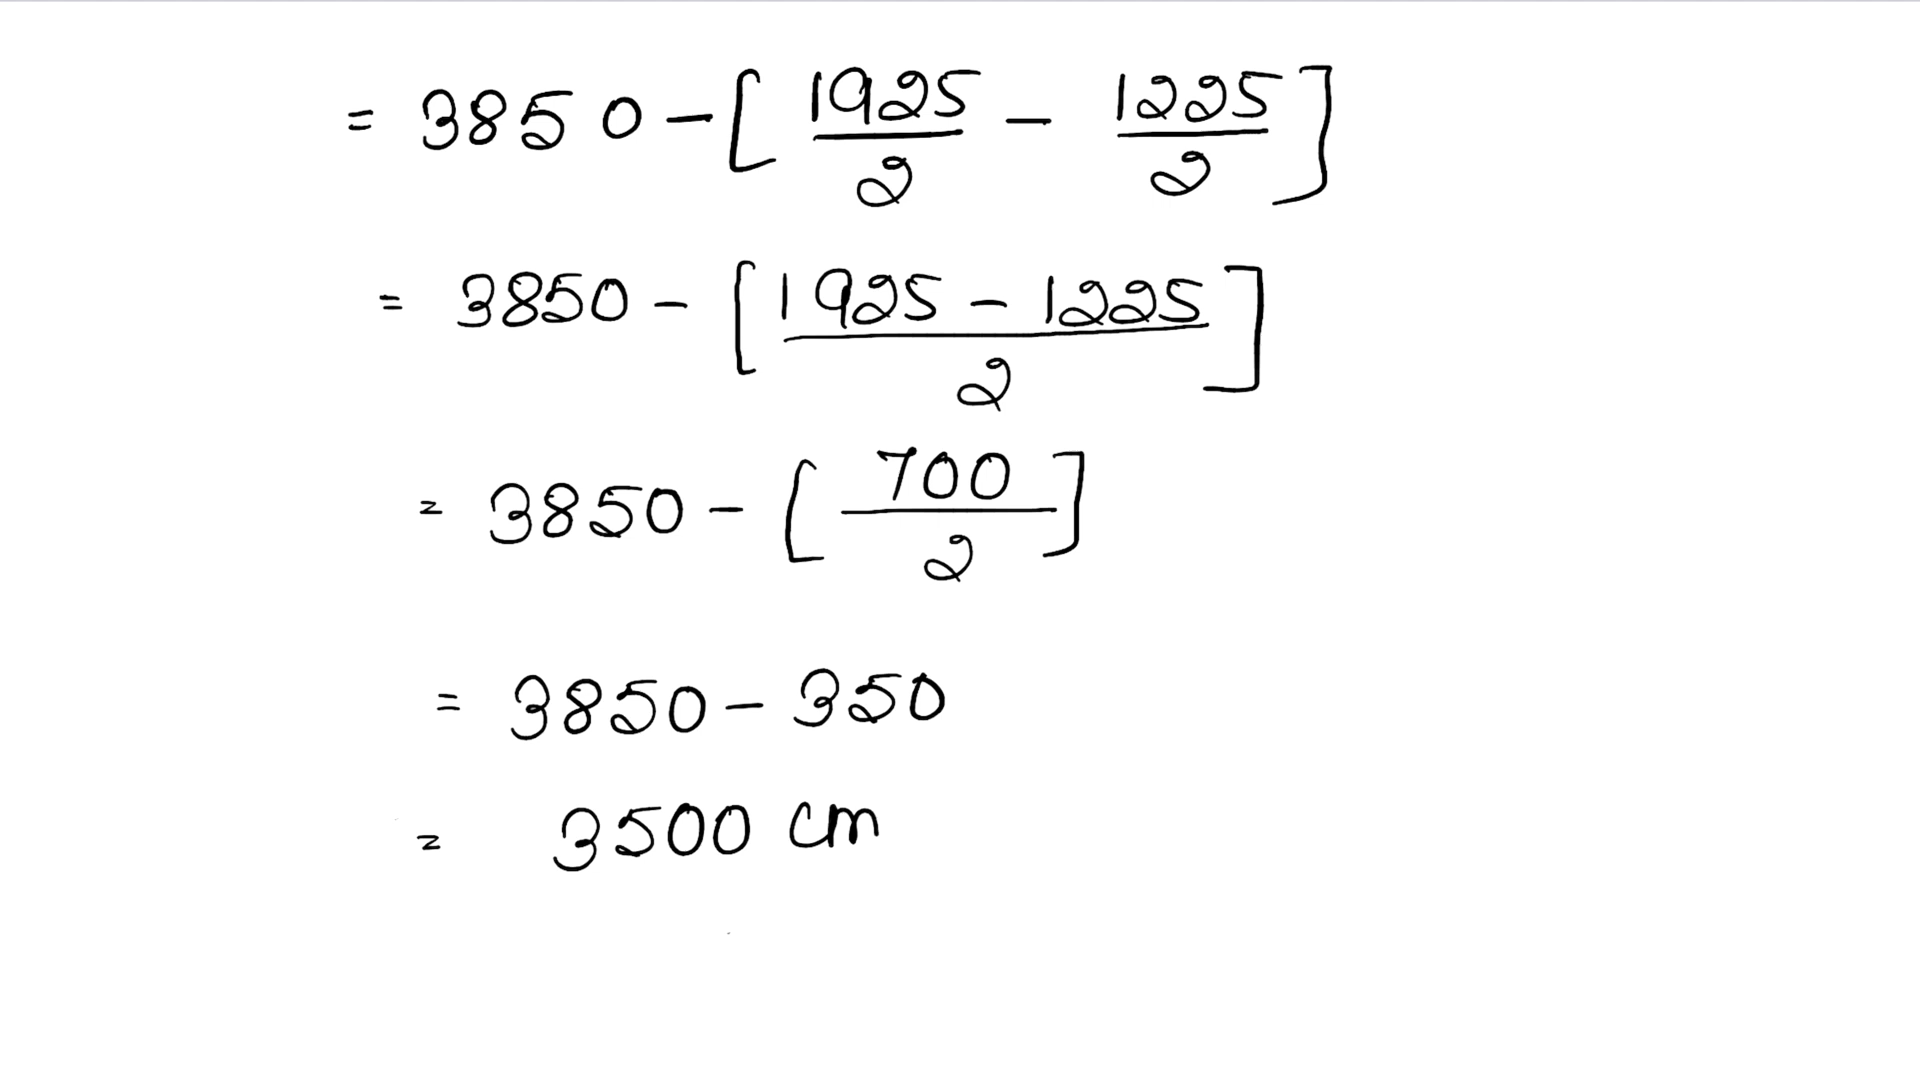 = 3850 - [ 1925/2 - 1225/2 ]
= 3850 - [ 1925 - 1225 / 2 ]
= 3850 - [ 700/2 ]
= 3850 - 350
= 3500 cm